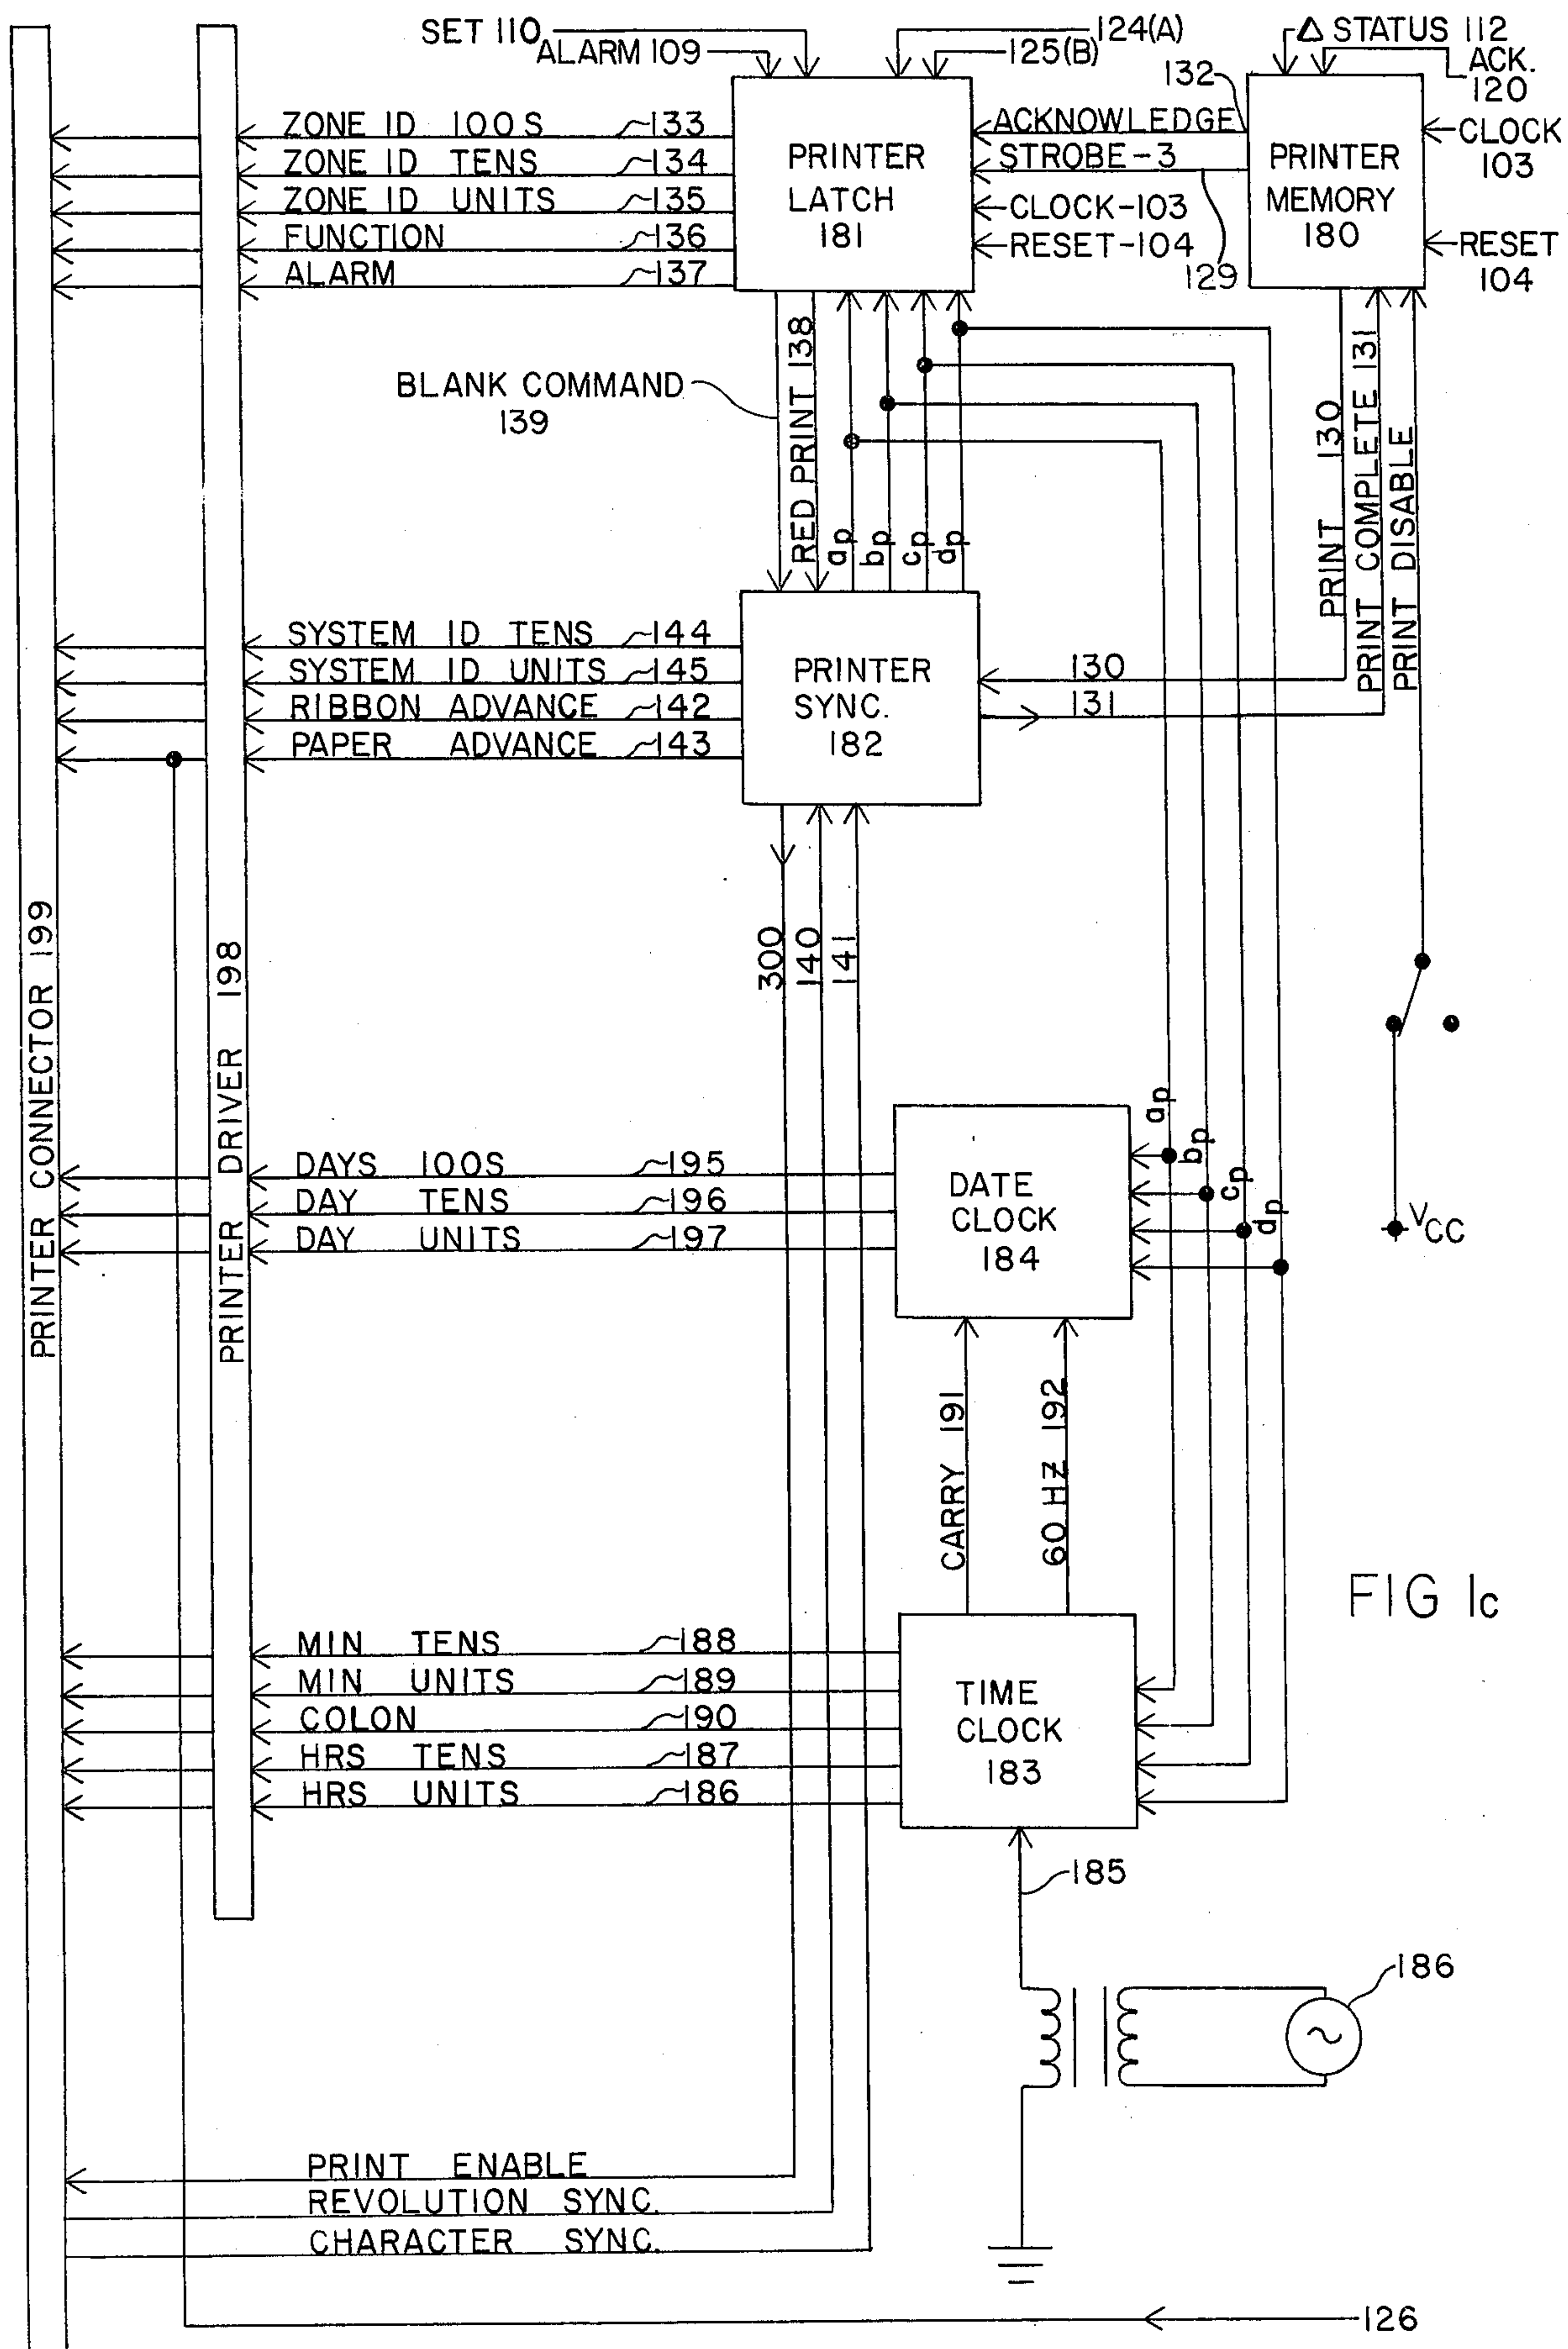 SET 110
124(A)
Δ STATUS 112
ALARM 109
125(B)
132
ACK.
120
ZONE ID 100S 133
ACKNOWLEDGE
CLOCK
103
ZONE ID TENS 134
PRINTER
LATCH
181
STROBE-3
PRINTER
MEMORY
180
ZONE ID UNITS 135
CLOCK-103
FUNCTION 136
RESET-104
RESET
104
ALARM 137
129
BLANK COMMAND
139
RED PRINT 138
ap
bp
cp
dp
PRINT 130
PRINT COMPLETE 131
PRINT DISABLE
SYSTEM ID TENS 144
SYSTEM ID UNITS 145
RIBBON ADVANCE 142
PAPER ADVANCE 143
PRINTER
SYNC.
182
130
131
300
140
141
PRINTER CONNECTOR 199
PRINTER DRIVER 198
DAYS 100S 195
DAY TENS 196
DAY UNITS 197
DATE
CLOCK
184
ap
bp
cp
dp
VCC
CARRY 191
60 HZ 192
FIG 1c
MIN TENS 188
MIN UNITS 189
COLON 190
HRS TENS 187
HRS UNITS 186
TIME
CLOCK
183
185
186
PRINT ENABLE
REVOLUTION SYNC.
CHARACTER SYNC.
126